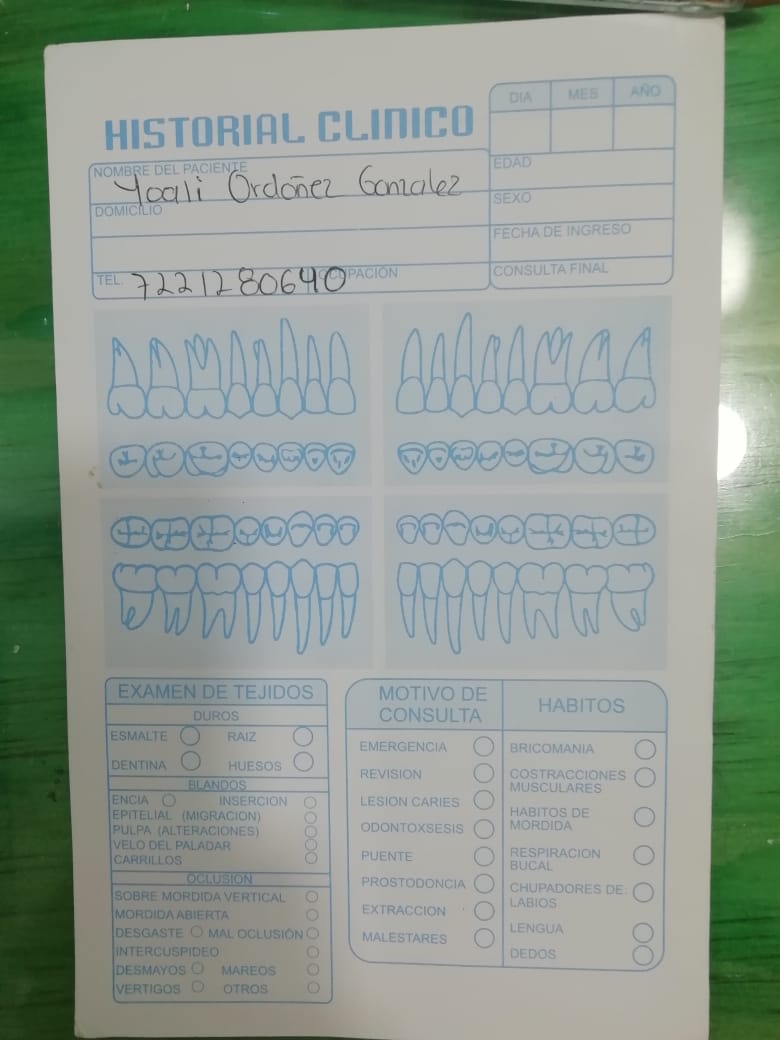 HISTORIAL CLINICO
DIA MES AÑO
NOMBRE DEL PACIENTE
Yoali Ordoñez Gonzalez
EDAD
DOMICILIO
SEXO
FECHA DE INGRESO
TEL. 7221280640 OCUPACIÓN
CONSULTA FINAL
EXAMEN DE TEJIDOS
DUROS
ESMALTE RAIZ
DENTINA HUESOS
BLANDOS
ENCIA INSERCION
EPITELIAL (MIGRACION)
PULPA (ALTERACIONES)
VELO DEL PALADAR
CARRILLOS
OCLUSION
SOBRE MORDIDA VERTICAL
MORDIDA ABIERTA
DESGASTE MAL OCLUSIÓN
INTERCUSPIDEO
DESMAYOS MAREOS
VERTIGOS OTROS
MOTIVO DE
CONSULTA
EMERGENCIA
REVISION
LESION CARIES
ODONTOXSESIS
PUENTE
PROSTODONCIA
EXTRACCION
MALESTARES
HABITOS
BRICOMANIA
COSTRACCIONES
MUSCULARES
HABITOS DE
MORDIDA
RESPIRACION
BUCAL
CHUPADORES DE:
LABIOS
LENGUA
DEDOS